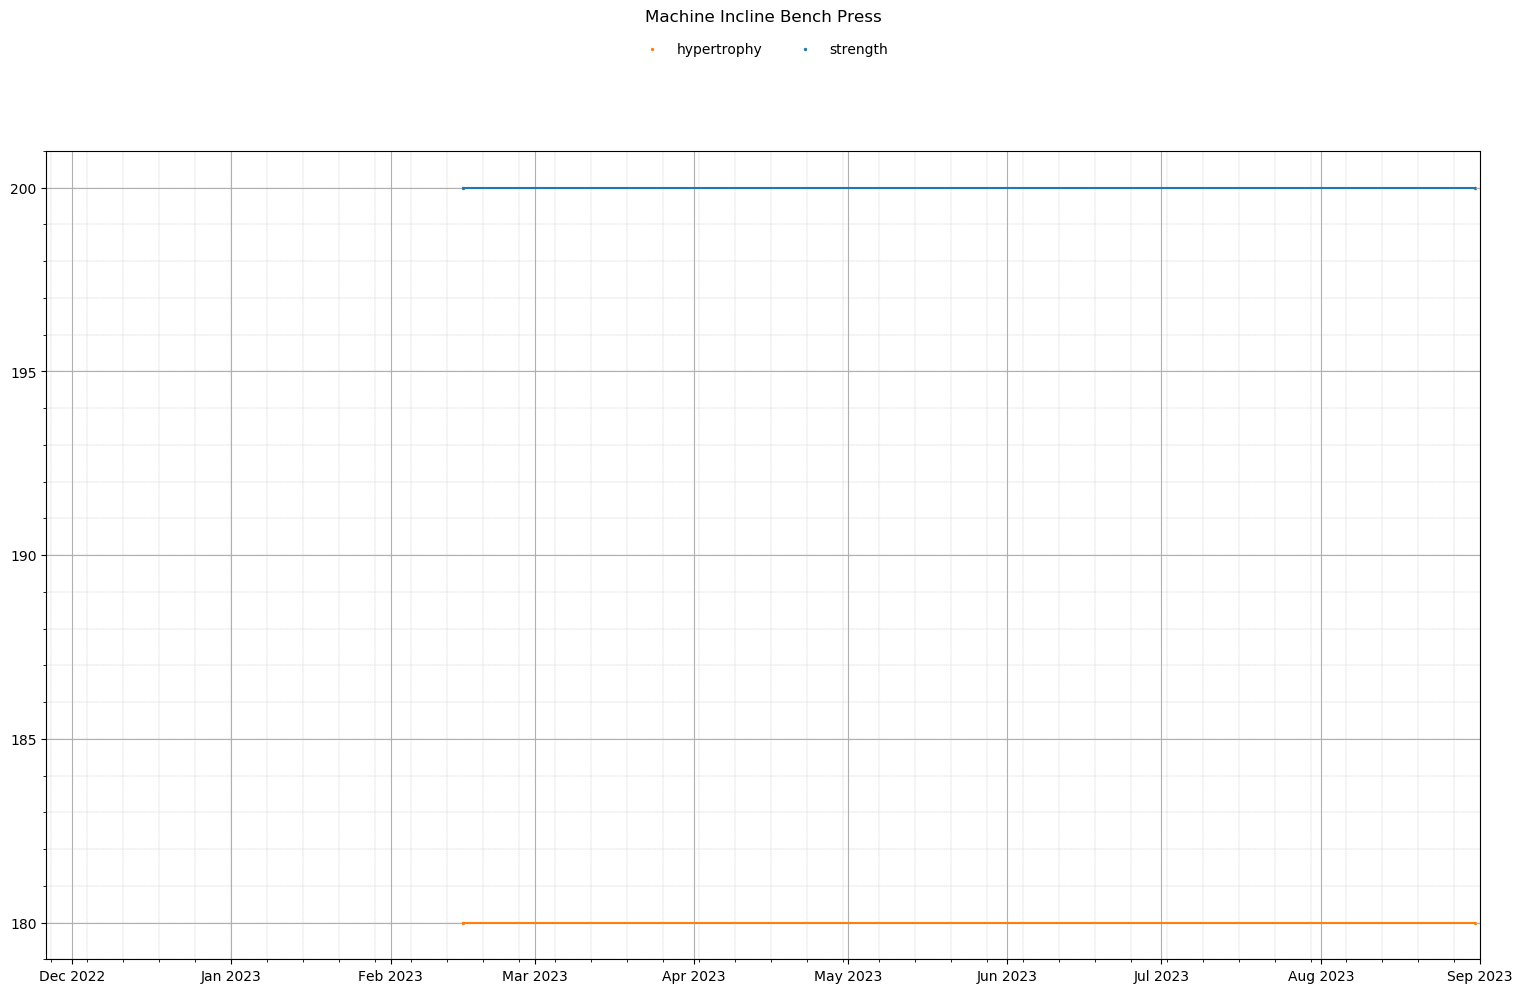 Machine Incline Bench Press
hypertrophy strength
200
195
190
185
180
Dec 2022 Jan 2023 Feb 2023 Mar 2023 Apr 2023 May 2023 Jun 2023 Jul 2023 Aug 2023 Sep 2023